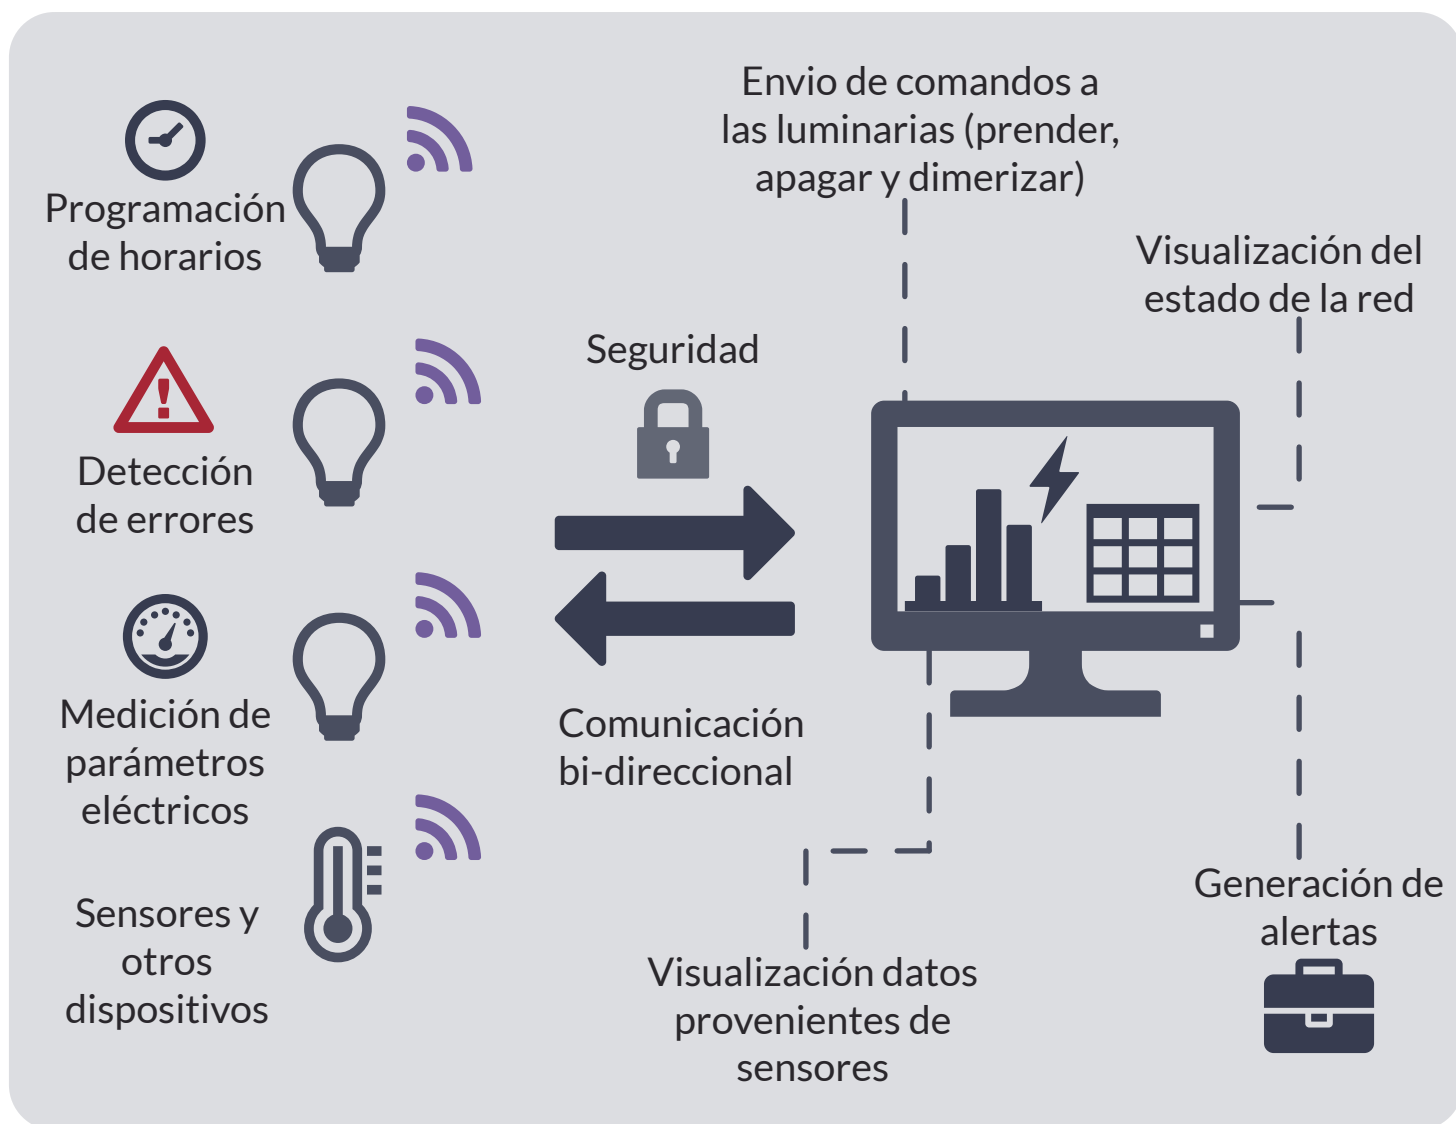 Programación
de horarios
Detección
de errores
Medición de
parámetros
eléctricos
Sensores y
otros
dispositivos
Seguridad
Comunicación
bi-direccional
Envio de comandos a
las luminarias (prender,
apagar y dimerizar)
Visualización del
estado de la red
Visualización datos
provenientes de
sensores
Generación de
alertas